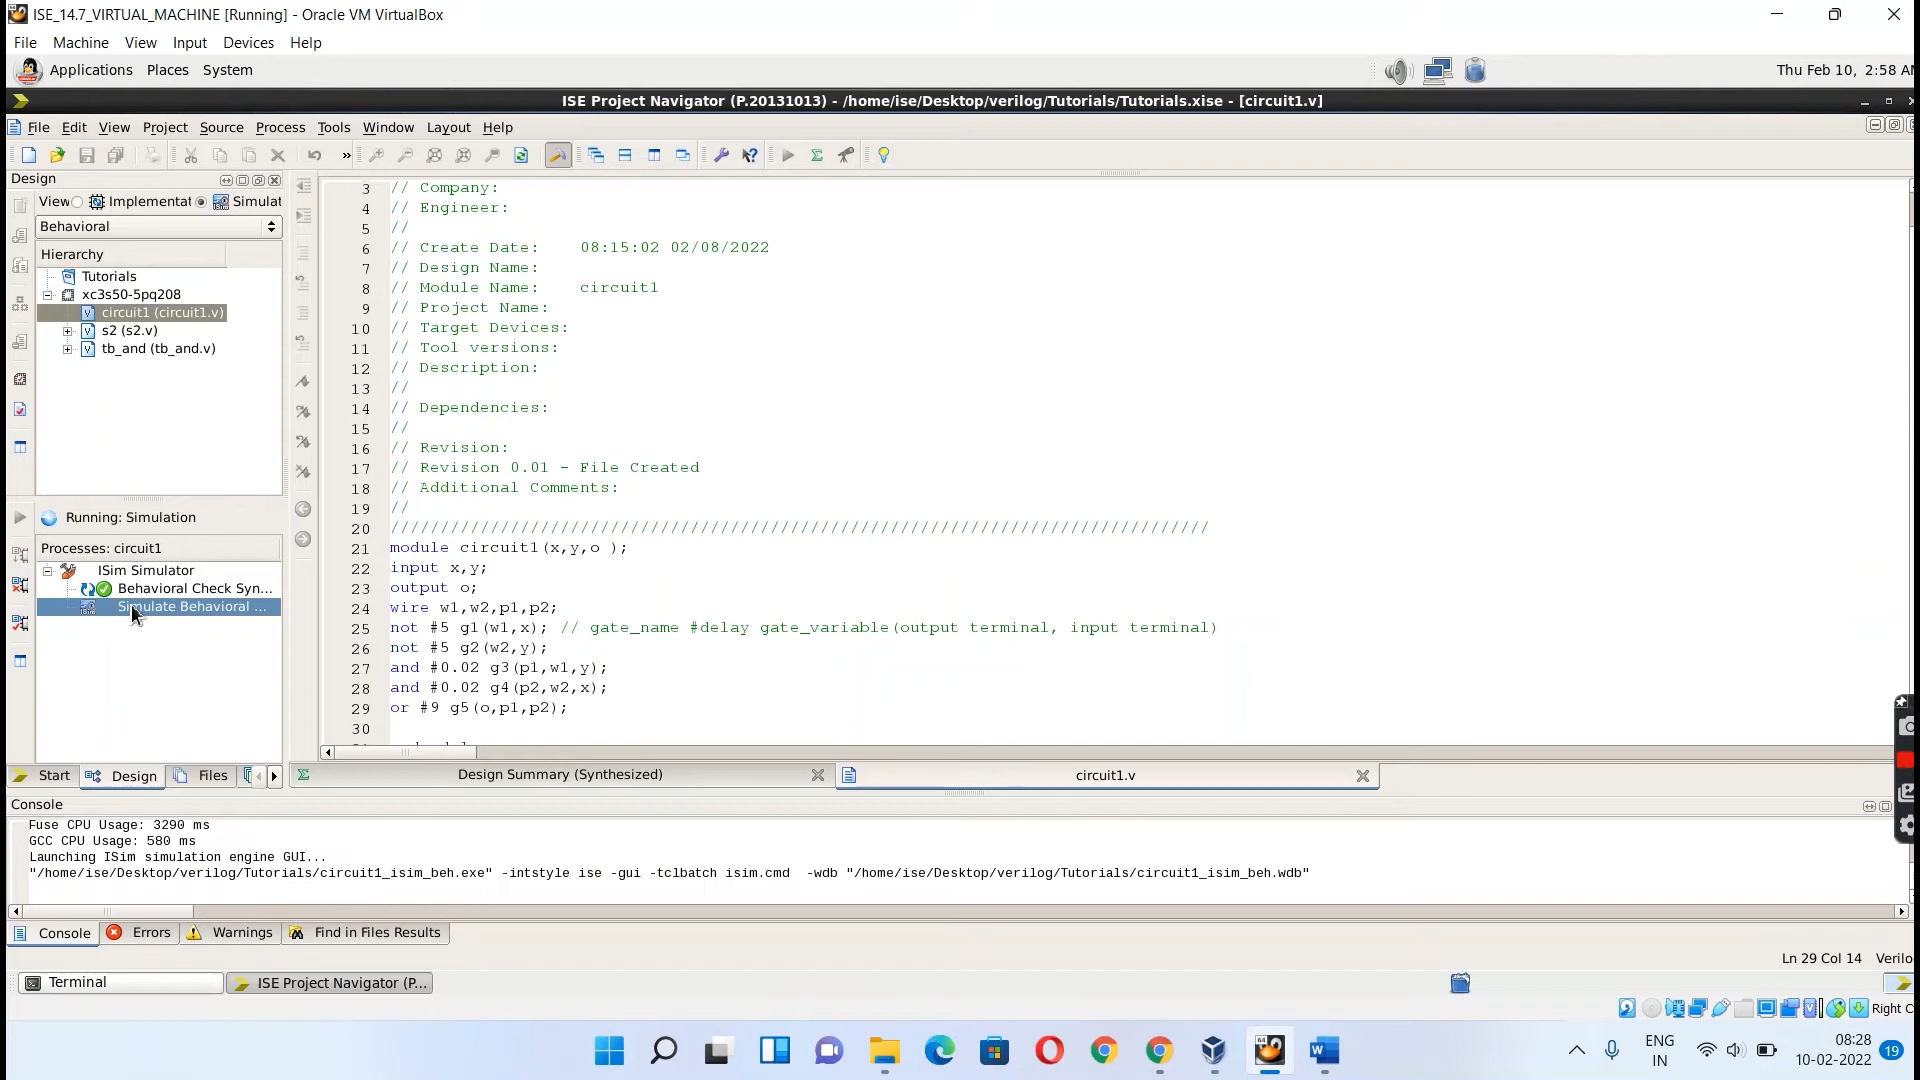 ISE_14.7_VIRTUAL_MACHINE [Running] - Oracle VM VirtualBox
File Machine View Input Devices Help
Applications Places System
Thu Feb 10, 2:58 AM
ISE Project Navigator (P.20131013) - /home/ise/Desktop/verilog/Tutorials/Tutorials.xise - [circuit1.v]
File Edit View Project Source Process Tools Window Layout Help
Design
View Implementat Simulat
Behavioral
Hierarchy
Tutorials
xc3s50-5pq208
circuit1 (circuit1.v)
s2 (s2.v)
tb_and (tb_and.v)
Running: Simulation
Processes: circuit1
ISim Simulator
Behavioral Check Syn...
Simulate Behavioral ...
Start Design Files
3 // Company:
4 // Engineer:
5 //
6 // Create Date: 08:15:02 02/08/2022
7 // Design Name:
8 // Module Name: circuit1
9 // Project Name:
10 // Target Devices:
11 // Tool versions:
12 // Description:
13 //
14 // Dependencies:
15 //
16 // Revision:
17 // Revision 0.01 - File Created
18 // Additional Comments:
19 //
20 //////////////////////////////////////////////////////////////////////////////////
21 module circuit1(x,y,o );
22 input x,y;
23 output o;
24 wire w1,w2,p1,p2;
25 not #5 g1(w1,x); // gate_name #delay gate_variable(output terminal, input terminal)
26 not #5 g2(w2,y);
27 and #0.02 g3(p1,w1,y);
28 and #0.02 g4(p2,w2,x);
29 or #9 g5(o,p1,p2);
30
Design Summary (Synthesized) circuit1.v
Console
Fuse CPU Usage: 3290 ms
GCC CPU Usage: 580 ms
Launching ISim simulation engine GUI...
"/home/ise/Desktop/verilog/Tutorials/circuit1_isim_beh.exe" -intstyle ise -gui -tclbatch isim.cmd -wdb "/home/ise/Desktop/verilog/Tutorials/circuit1_isim_beh.wdb"
Console Errors Warnings Find in Files Results
Ln 29 Col 14 Verilo
Terminal ISE Project Navigator (P...
Right C
ENG
IN
08:28
10-02-2022
19